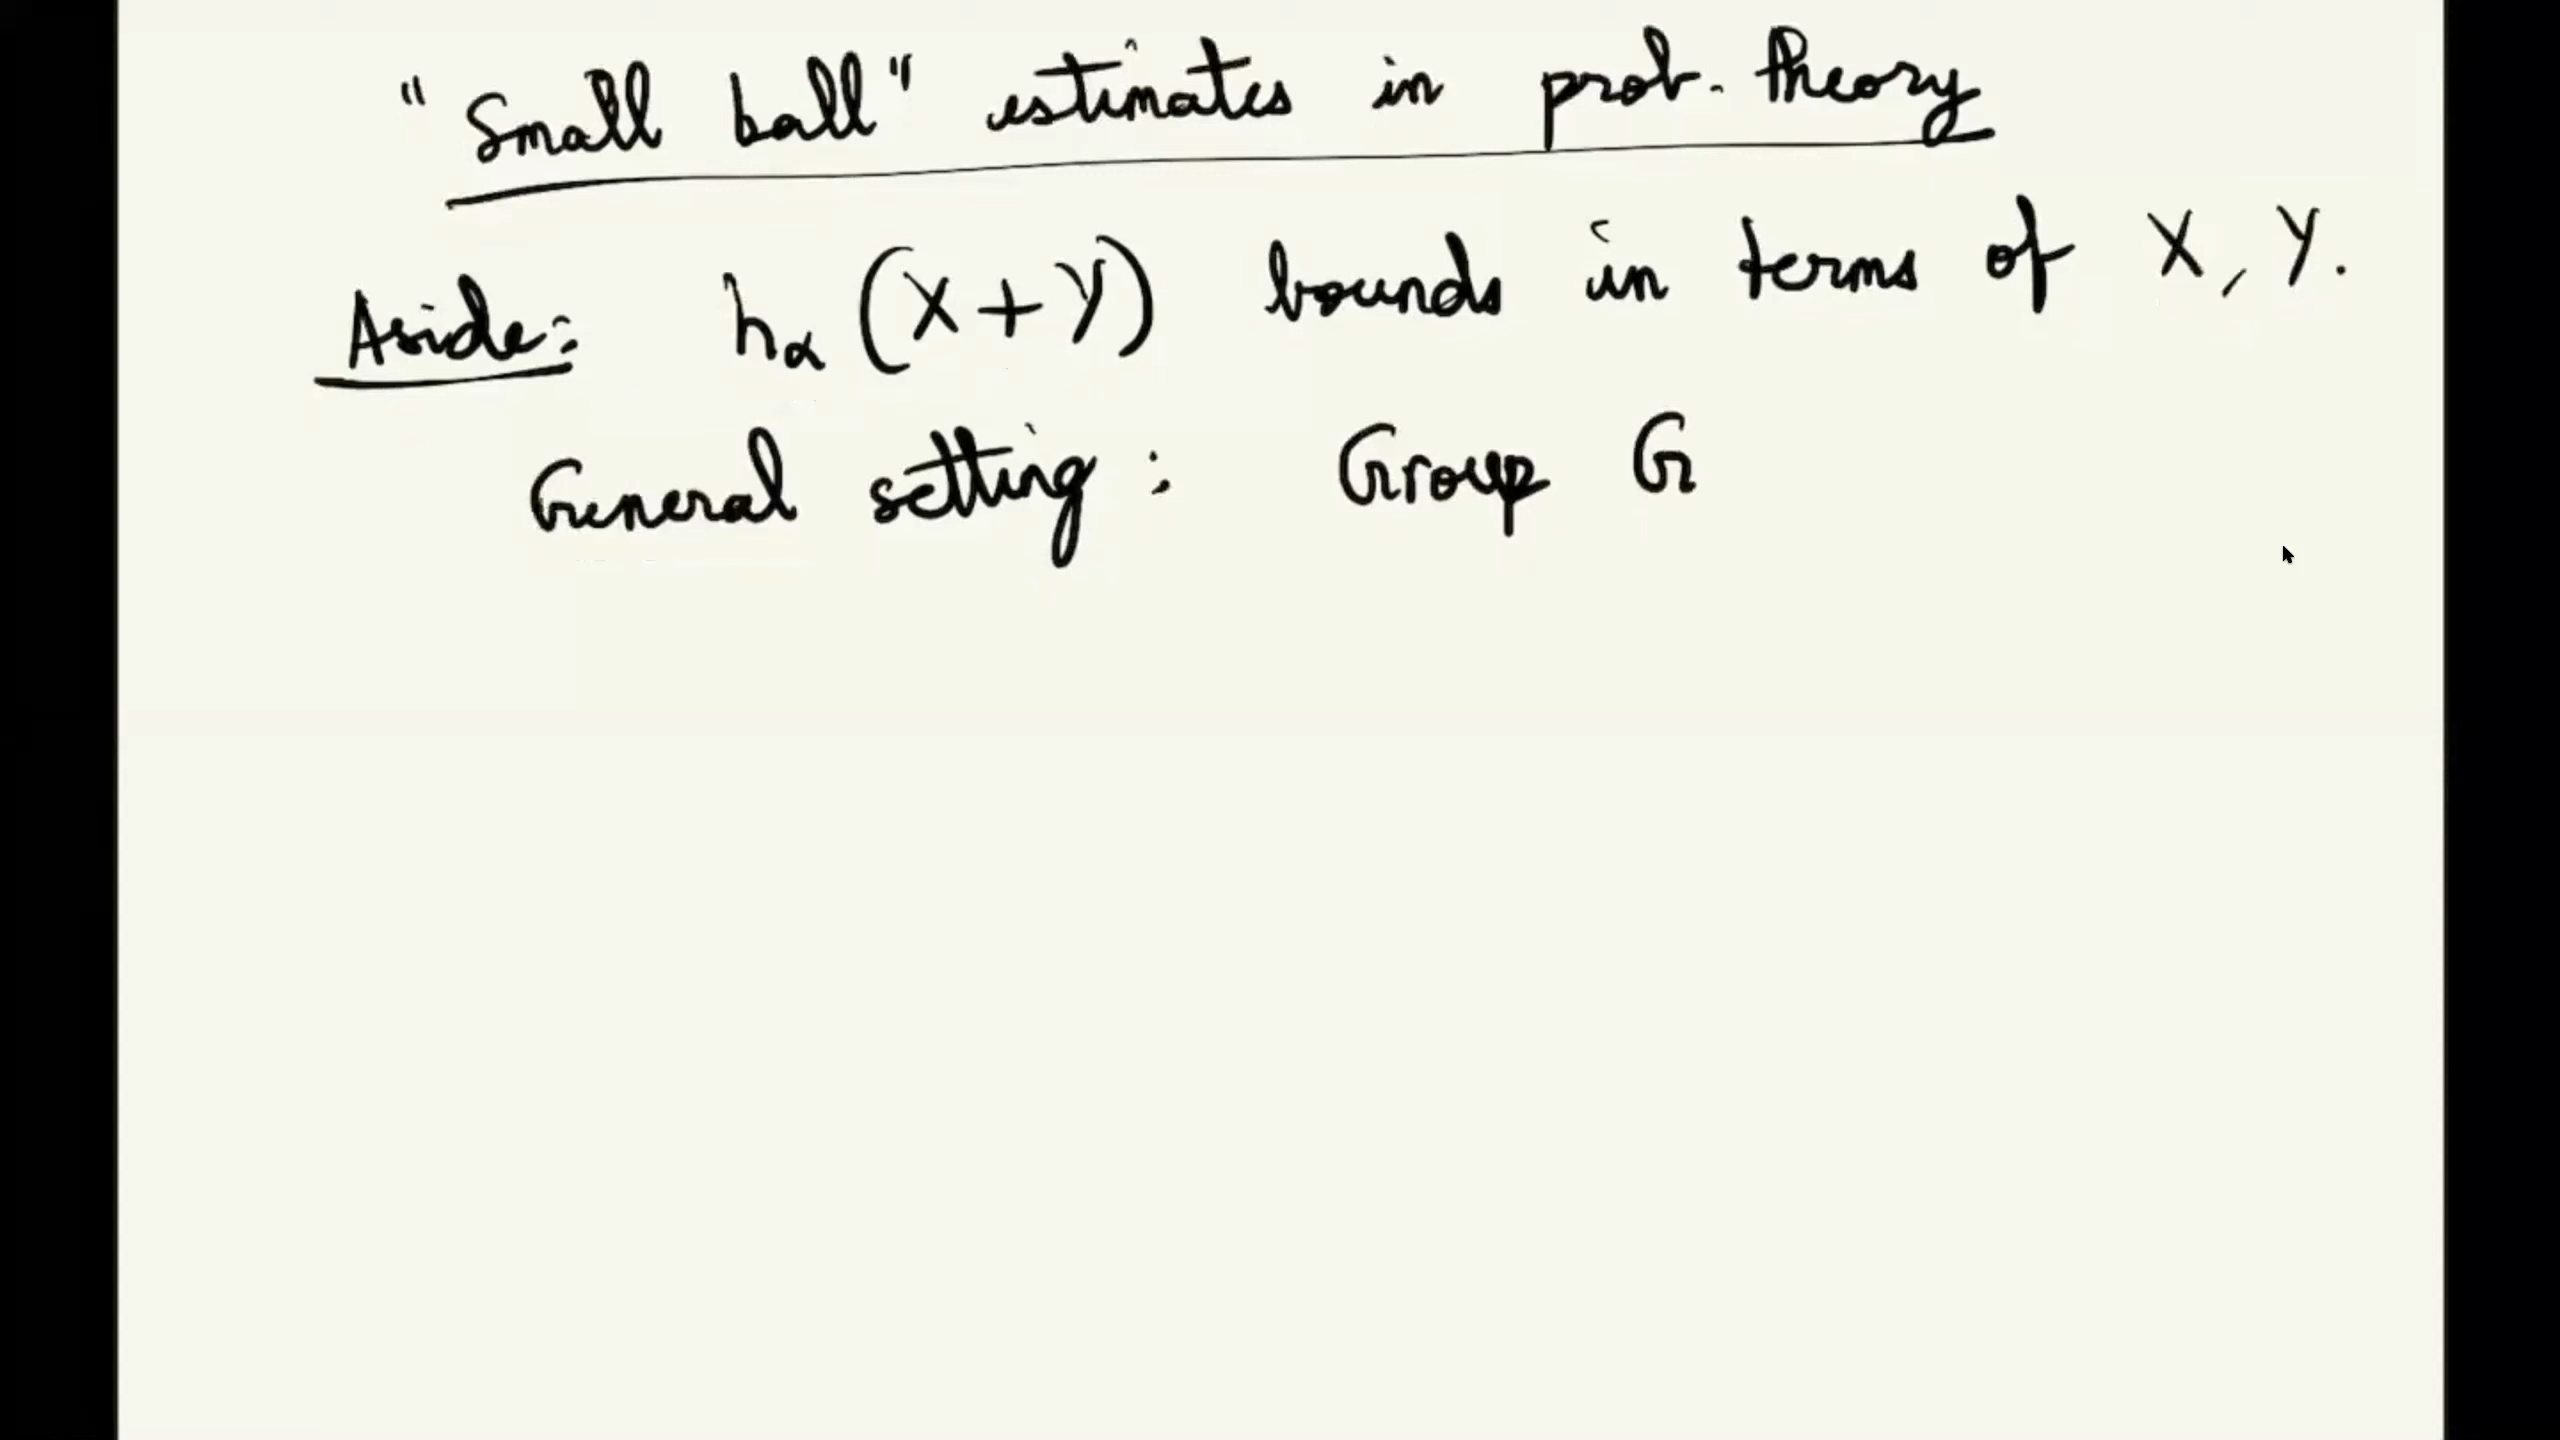 "Small ball" estimates in prob. theory
Aside: hα (X+Y) bounds in terms of X, Y.
General setting : Group G